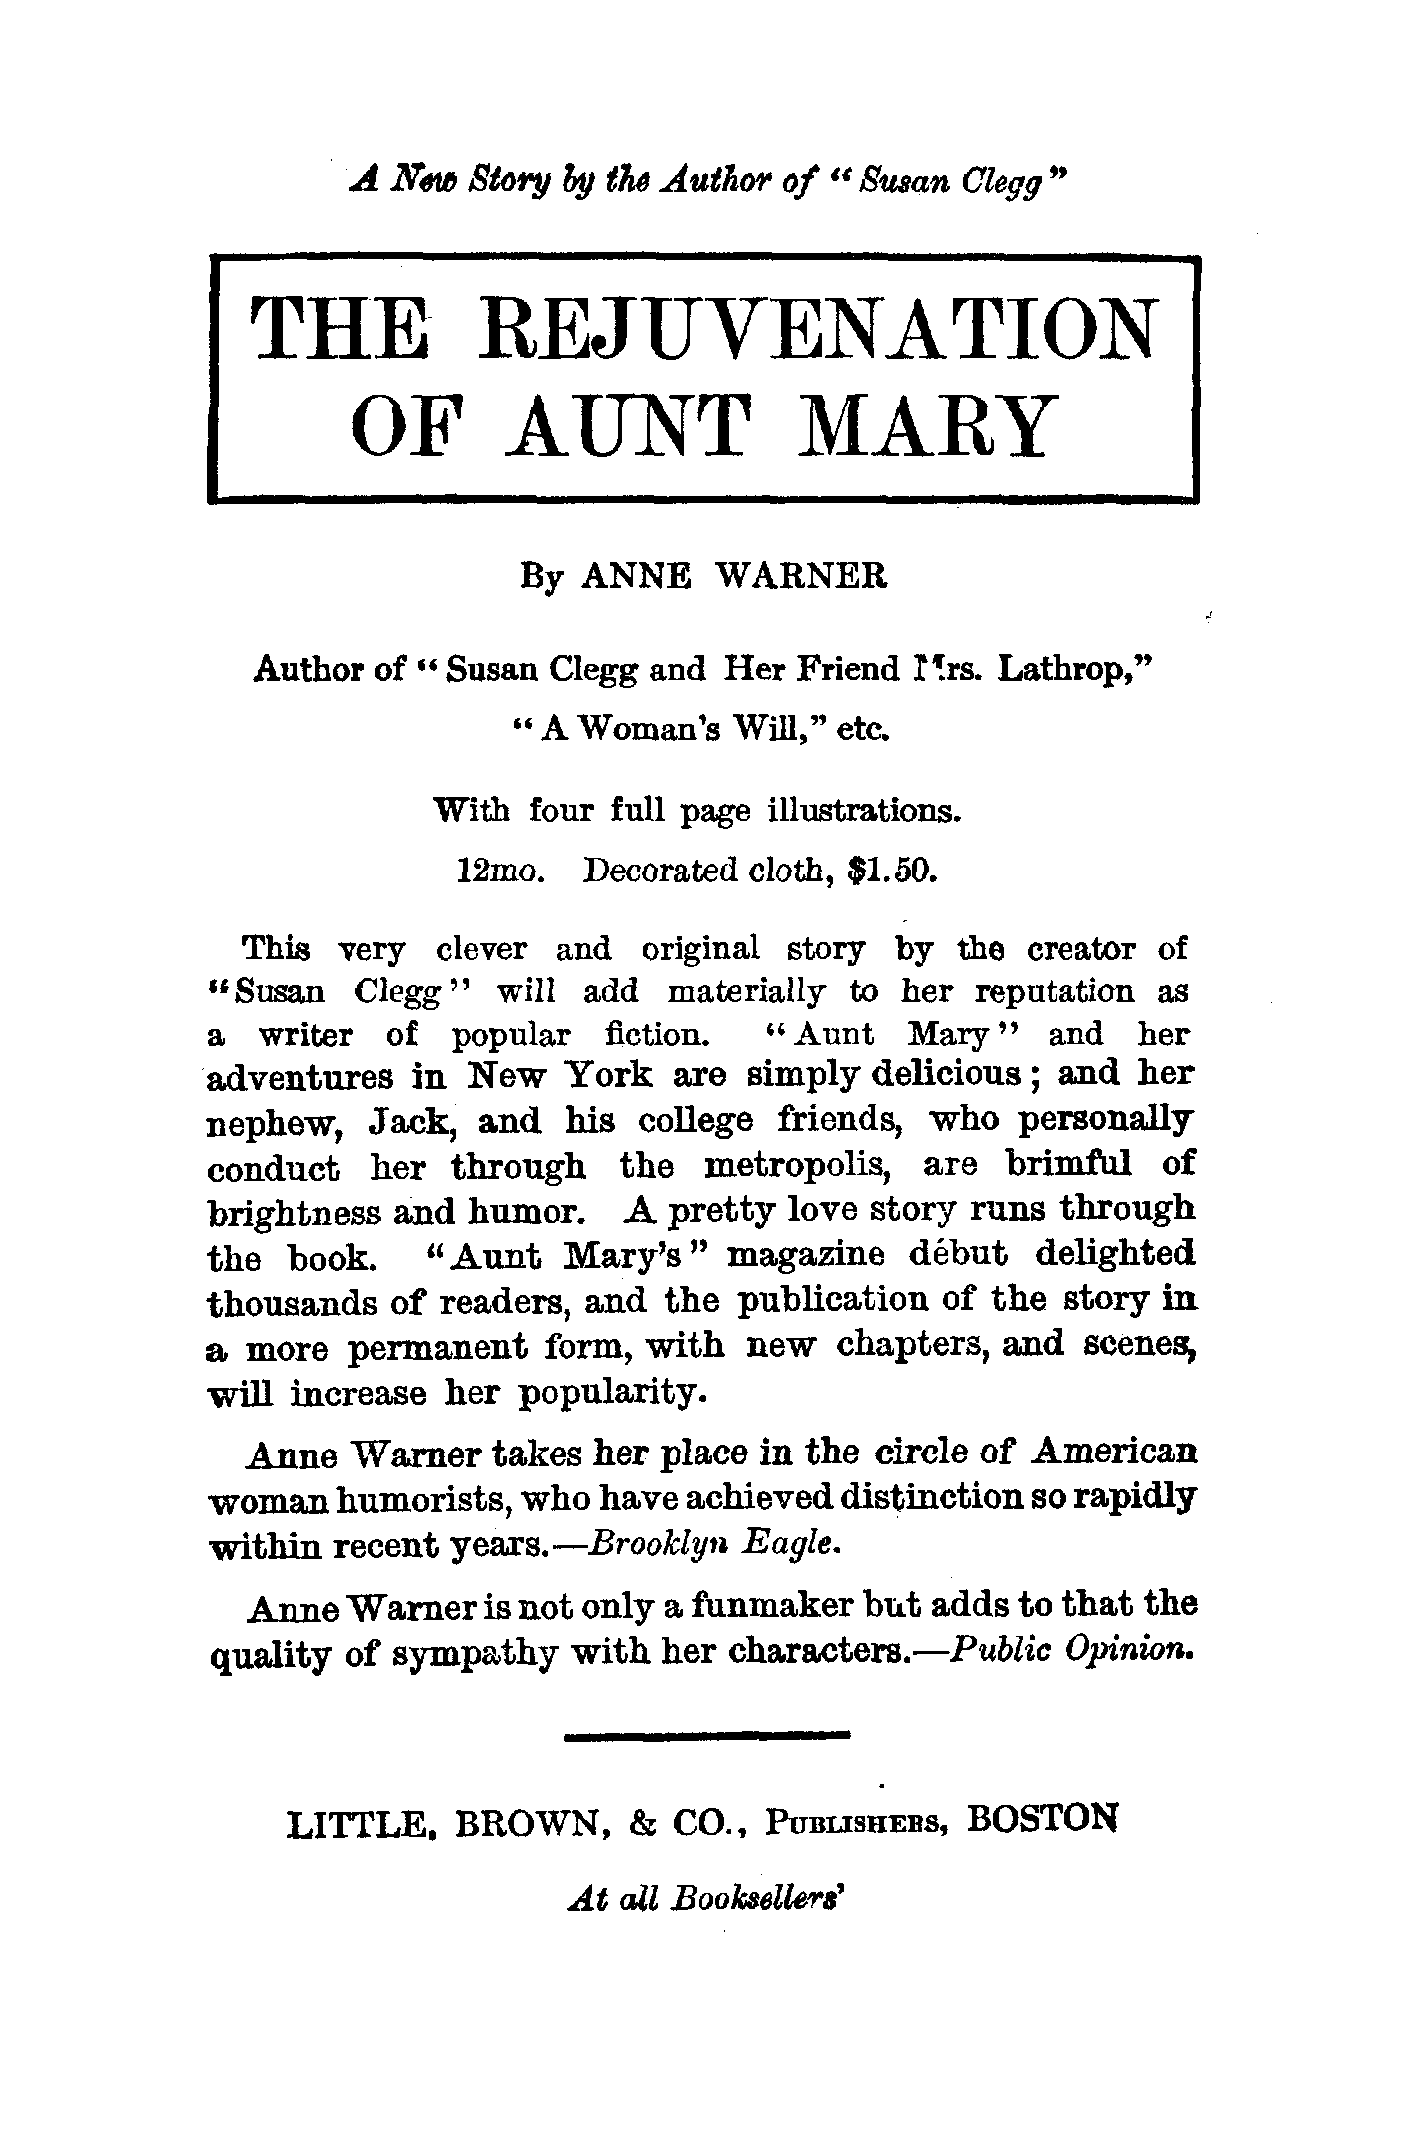 A New Story by the Author of “Susan Clegg”
THE REJUVENATION
OF AUNT MARY
By ANNE WARNER
Author of “Susan Clegg and Her Friend Mrs. Lathrop,”
“A Woman's Will,” etc.
With four full page illustrations.
12mo. Decorated cloth, $1.50.
This very clever and original story by the creator of
“Susan Clegg” will add materially to her reputation as
a writer of popular fiction. “Aunt Mary” and her
adventures in New York are simply delicious; and her
nephew, Jack, and his college friends, who personally
conduct her through the metropolis, are brimful of
brightness and humor. A pretty love story runs through
the book. “Aunt Mary's” magazine début delighted
thousands of readers, and the publication of the story in
a more permanent form, with new chapters, and scenes,
will increase her popularity.
Anne Warner takes her place in the circle of American
woman humorists, who have achieved distinction so rapidly
within recent years.—Brooklyn Eagle.
Anne Warner is not only a funmaker but adds to that the
quality of sympathy with her characters.—Public Opinion.
LITTLE, BROWN, & CO., PUBLISHERS, BOSTON
At all Booksellers'